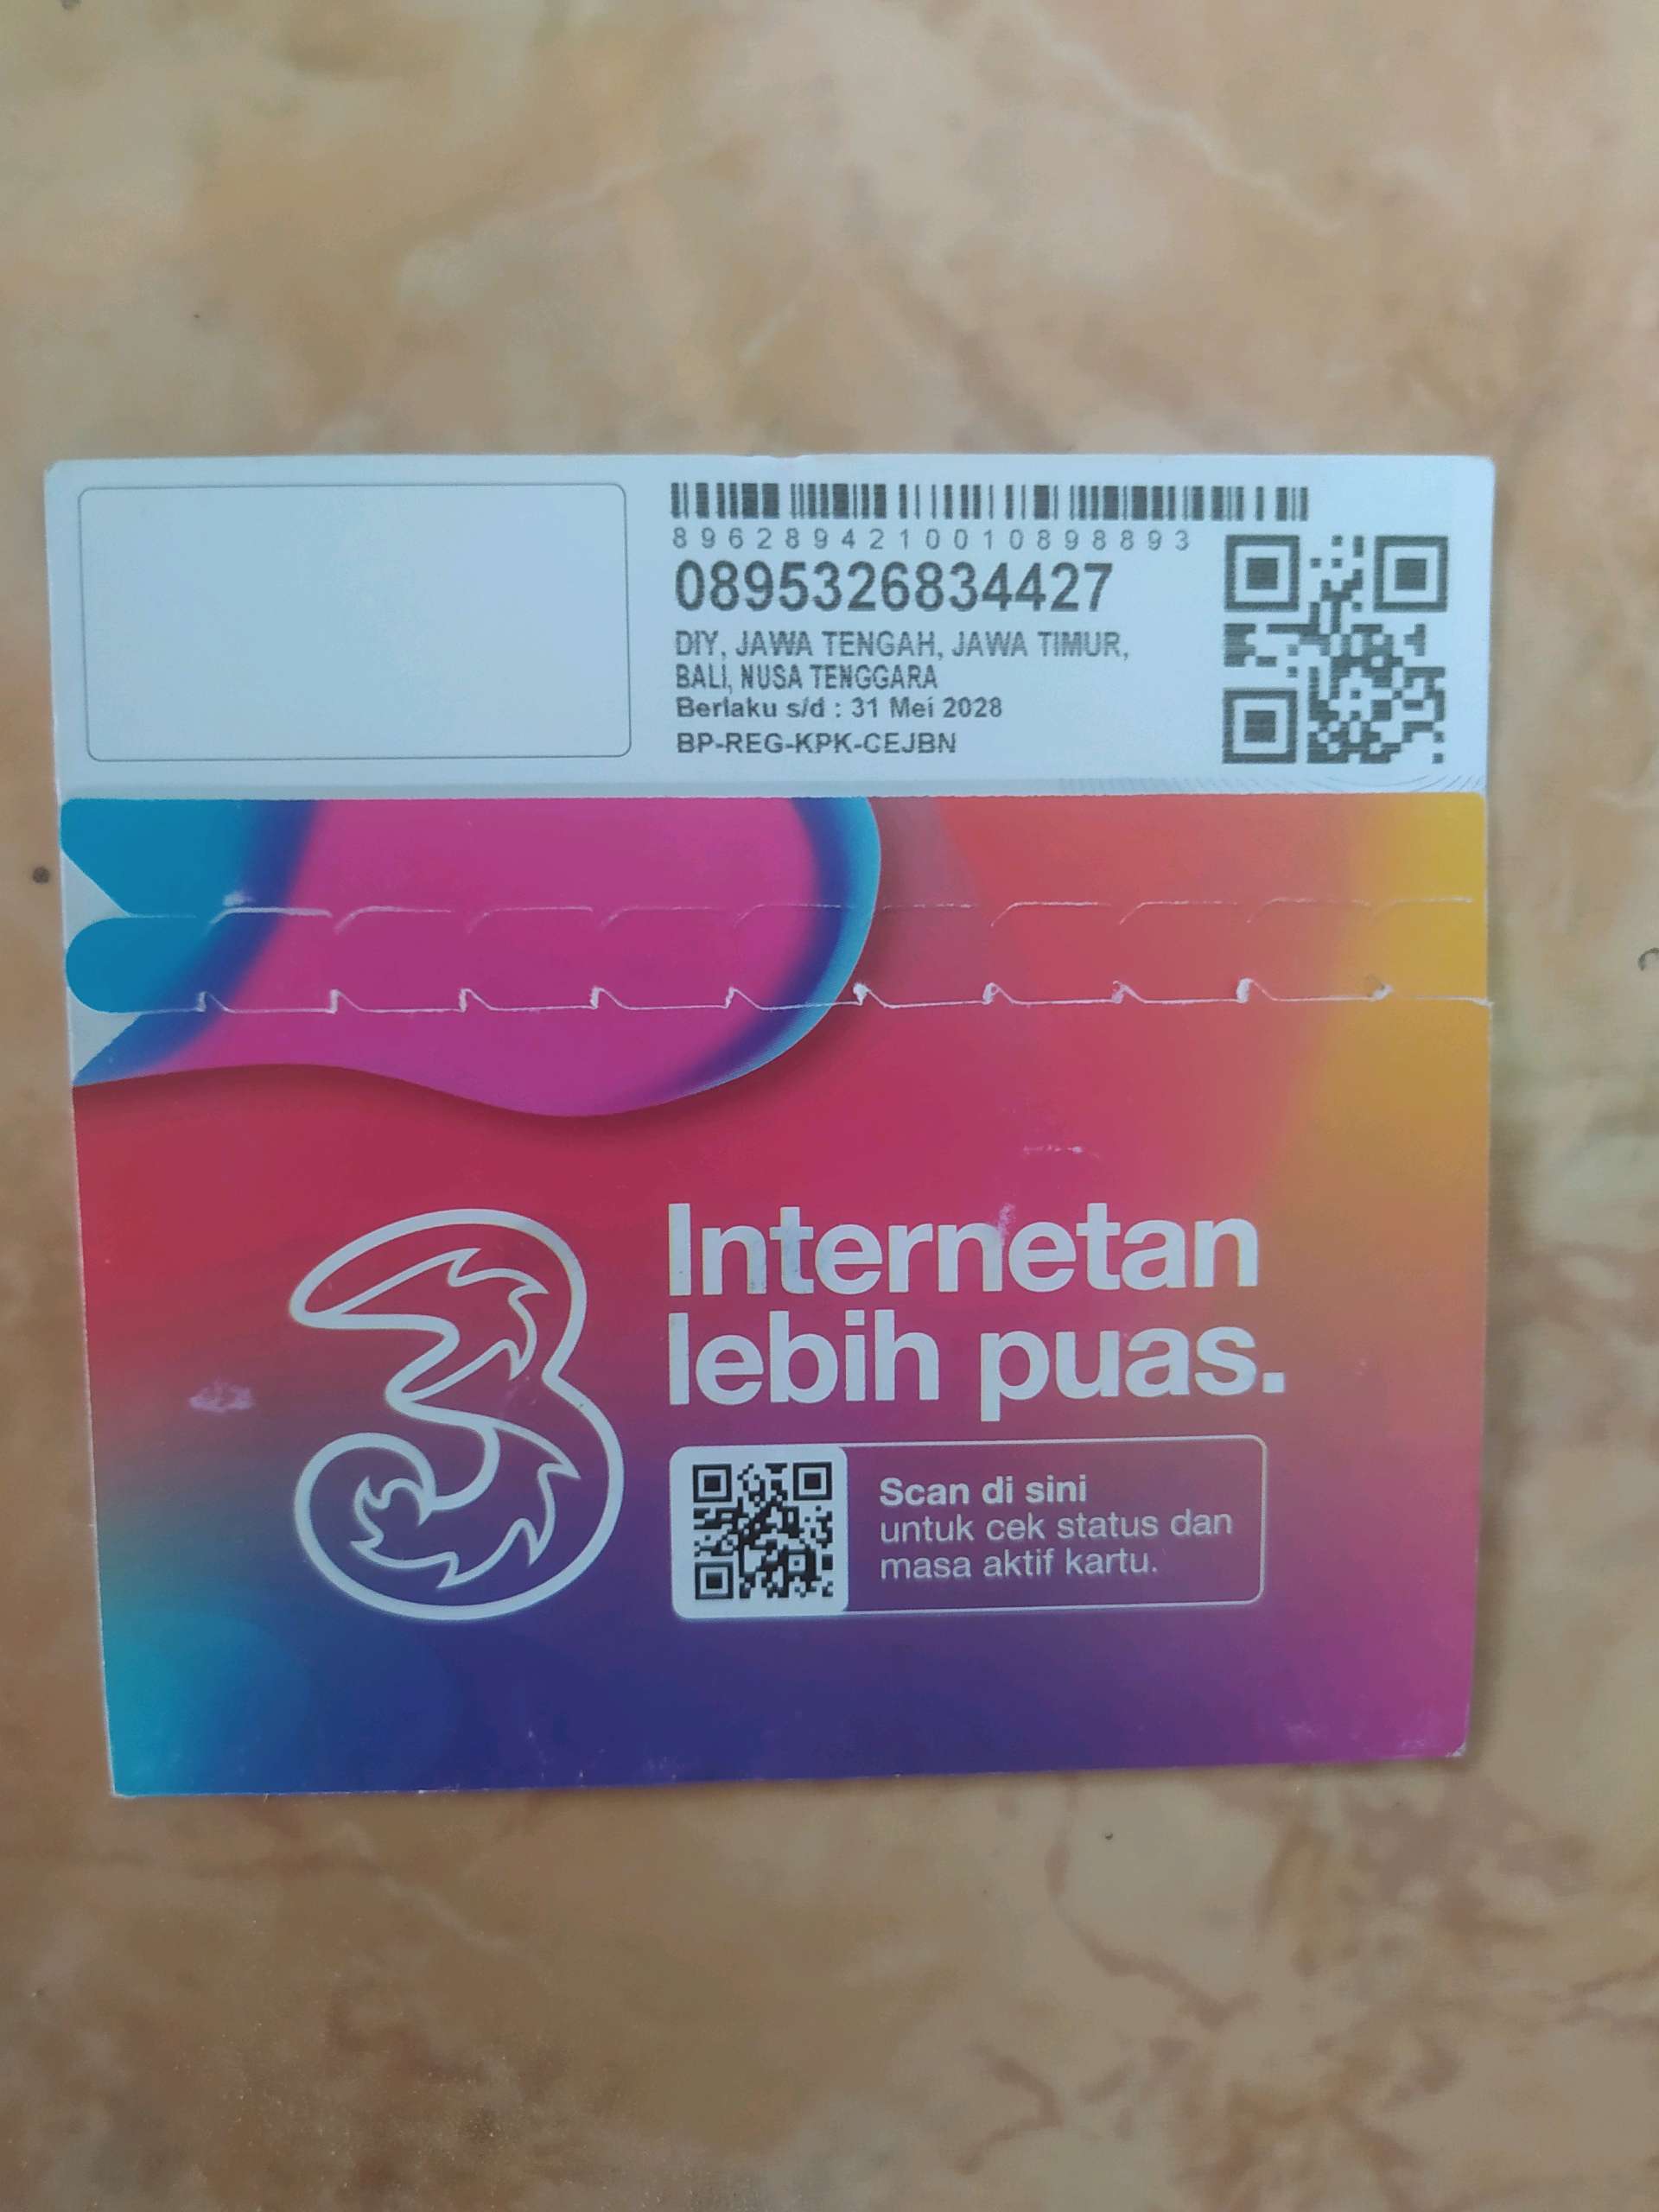 8962894210010898893
0895326834427
DIY, JAWA TENGAH, JAWA TIMUR,
BALI, NUSA TENGGARA
Berlaku s/d : 31 Mei 2028
BP-REG-KPK-CEJBN
3
Internetan
lebih puas.
Scan di sini
untuk cek status dan
masa aktif kartu.